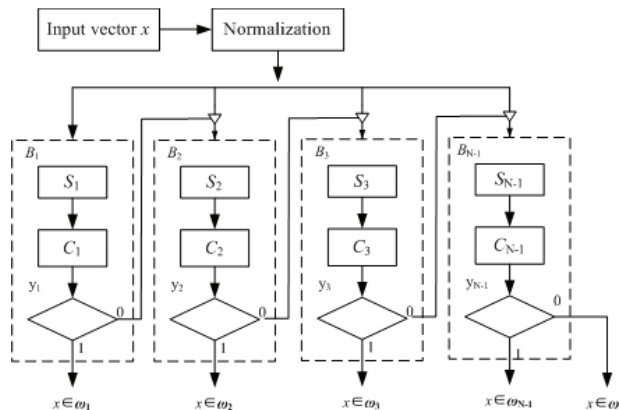 Input vector x
Normalization
B1
B2
B3
BN-1
S1
S2
S3
SN-1
C1
C2
C3
CN-1
y1
y2
y3
yN-1
0
0
0
0
1
1
1
1
x∈ω1
x∈ω2
x∈ω3
x∈ωN-1
x∈ω